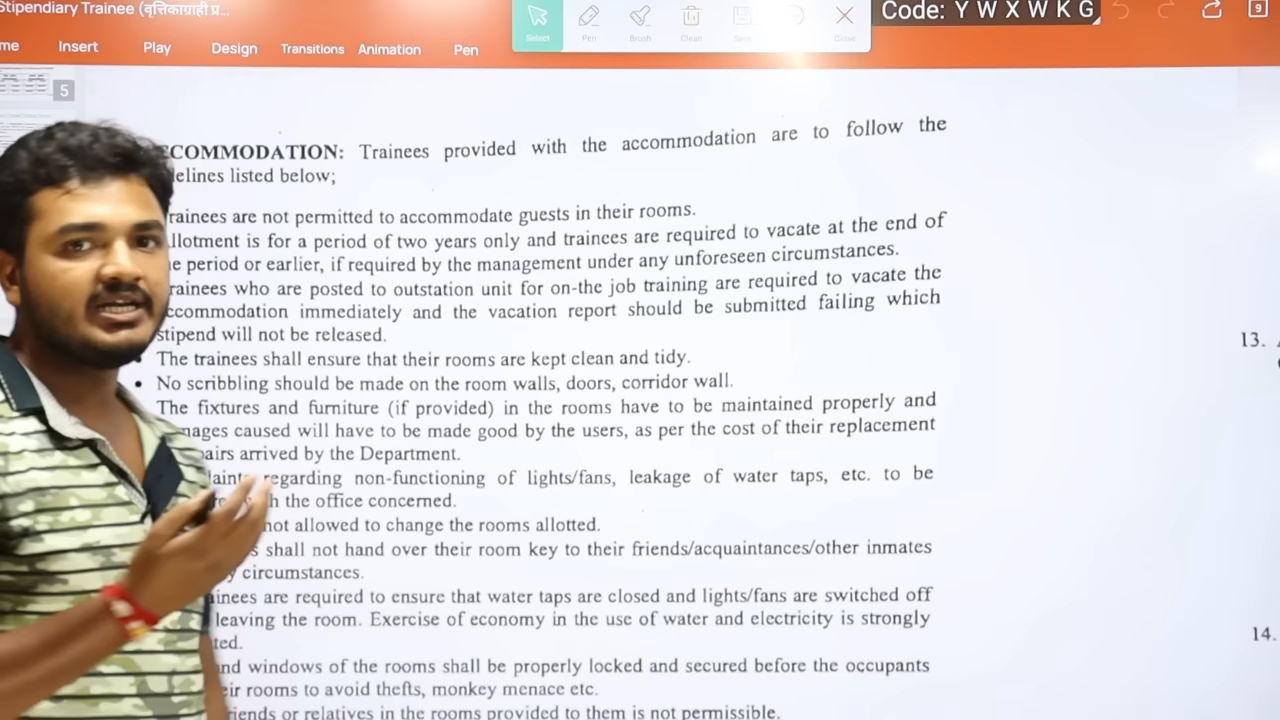 Stipendiary Trainee (वृत्तिकाग्राही प्र...
Code: Y W X W K G
9
me Insert Play Design Transitions Animation Pen
Select Pen Brush Clean Save Close
5
COMMODATION: Trainees provided with the accommodation are to follow the
elines listed below;
rainees are not permitted to accommodate guests in their rooms.
llotment is for a period of two years only and trainees are required to vacate at the end of
e period or earlier, if required by the management under any unforeseen circumstances.
rainees who are posted to outstation unit for on-the job training are required to vacate the
ccommodation immediately and the vacation report should be submitted failing which
stipend will not be released.
• The trainees shall ensure that their rooms are kept clean and tidy.
• No scribbling should be made on the room walls, doors, corridor wall.
The fixtures and furniture (if provided) in the rooms have to be maintained properly and
mages caused will have to be made good by the users, as per the cost of their replacement
airs arrived by the Department.
laints regarding non-functioning of lights/fans, leakage of water taps, etc. to be
h the office concerned.
not allowed to change the rooms allotted.
s shall not hand over their room key to their friends/acquaintances/other inmates
y circumstances.
ainees are required to ensure that water taps are closed and lights/fans are switched off
leaving the room. Exercise of economy in the use of water and electricity is strongly
ted.
nd windows of the rooms shall be properly locked and secured before the occupants
eir rooms to avoid thefts, monkey menace etc.
riends or relatives in the rooms provided to them is not permissible.
13.
14.